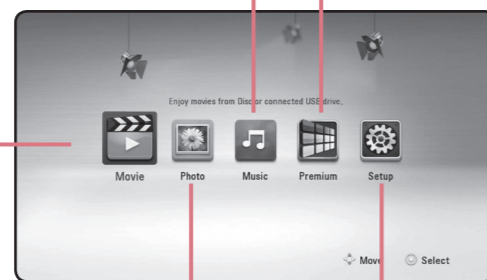 Enjoy movies from Disc or connected USB drive.
Movie Photo Music Premium Setup
Move Select